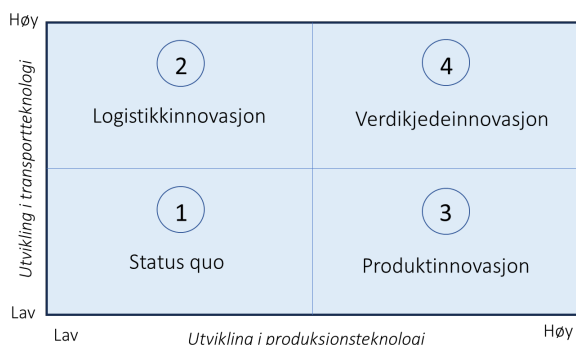 Høy
2
4
Logistikkinnovasjon
Verdikjedeinnovasjon
Utvikling i transportteknologi
1
3
Status quo
Produktinnovasjon
Lav
Lav
Utvikling i produksjonsteknologi
Høy